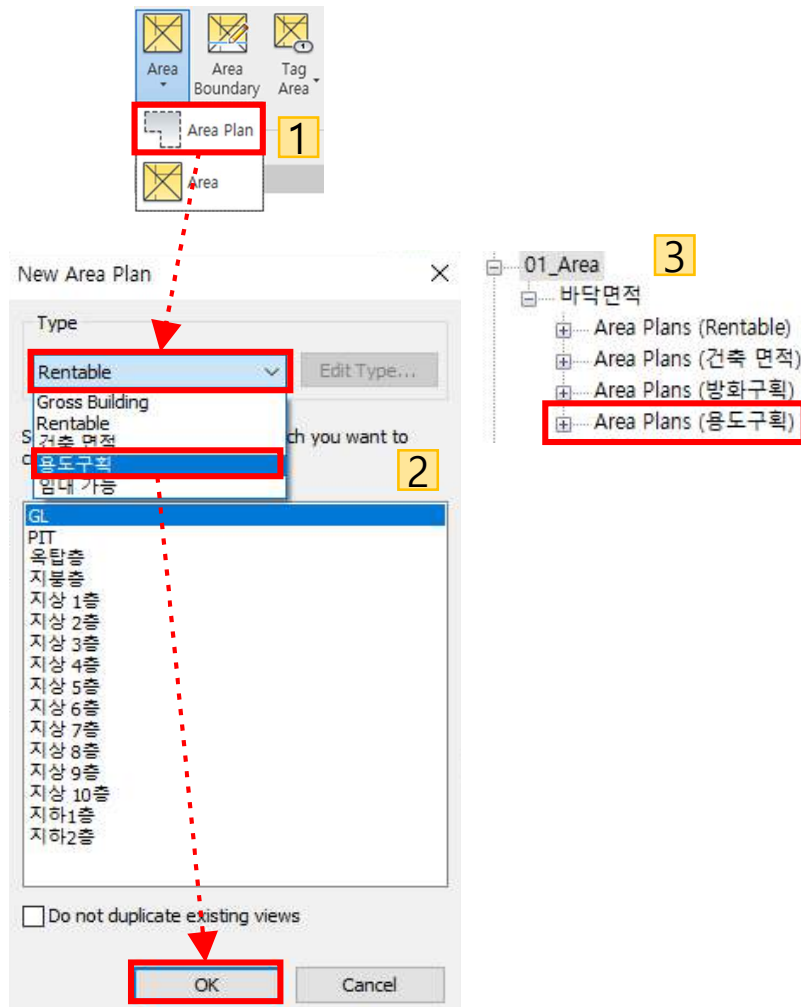 Area
Area Boundary
Tag Area
Area Plan
1
Area
New Area Plan
Type
Rentable
Edit Type...
Gross Building
Rentable
건축 면적
용도구획
임대 가능
ch you want to
2
GL
PIT
옥탑층
지붕층
지상 1층
지상 2층
지상 3층
지상 4층
지상 5층
지상 6층
지상 7층
지상 8층
지상 9층
지상 10층
지하1층
지하2층
Do not duplicate existing views
OK
Cancel
3
01_Area
바닥면적
Area Plans (Rentable)
Area Plans (건축 면적)
Area Plans (방화구획)
Area Plans (용도구획)